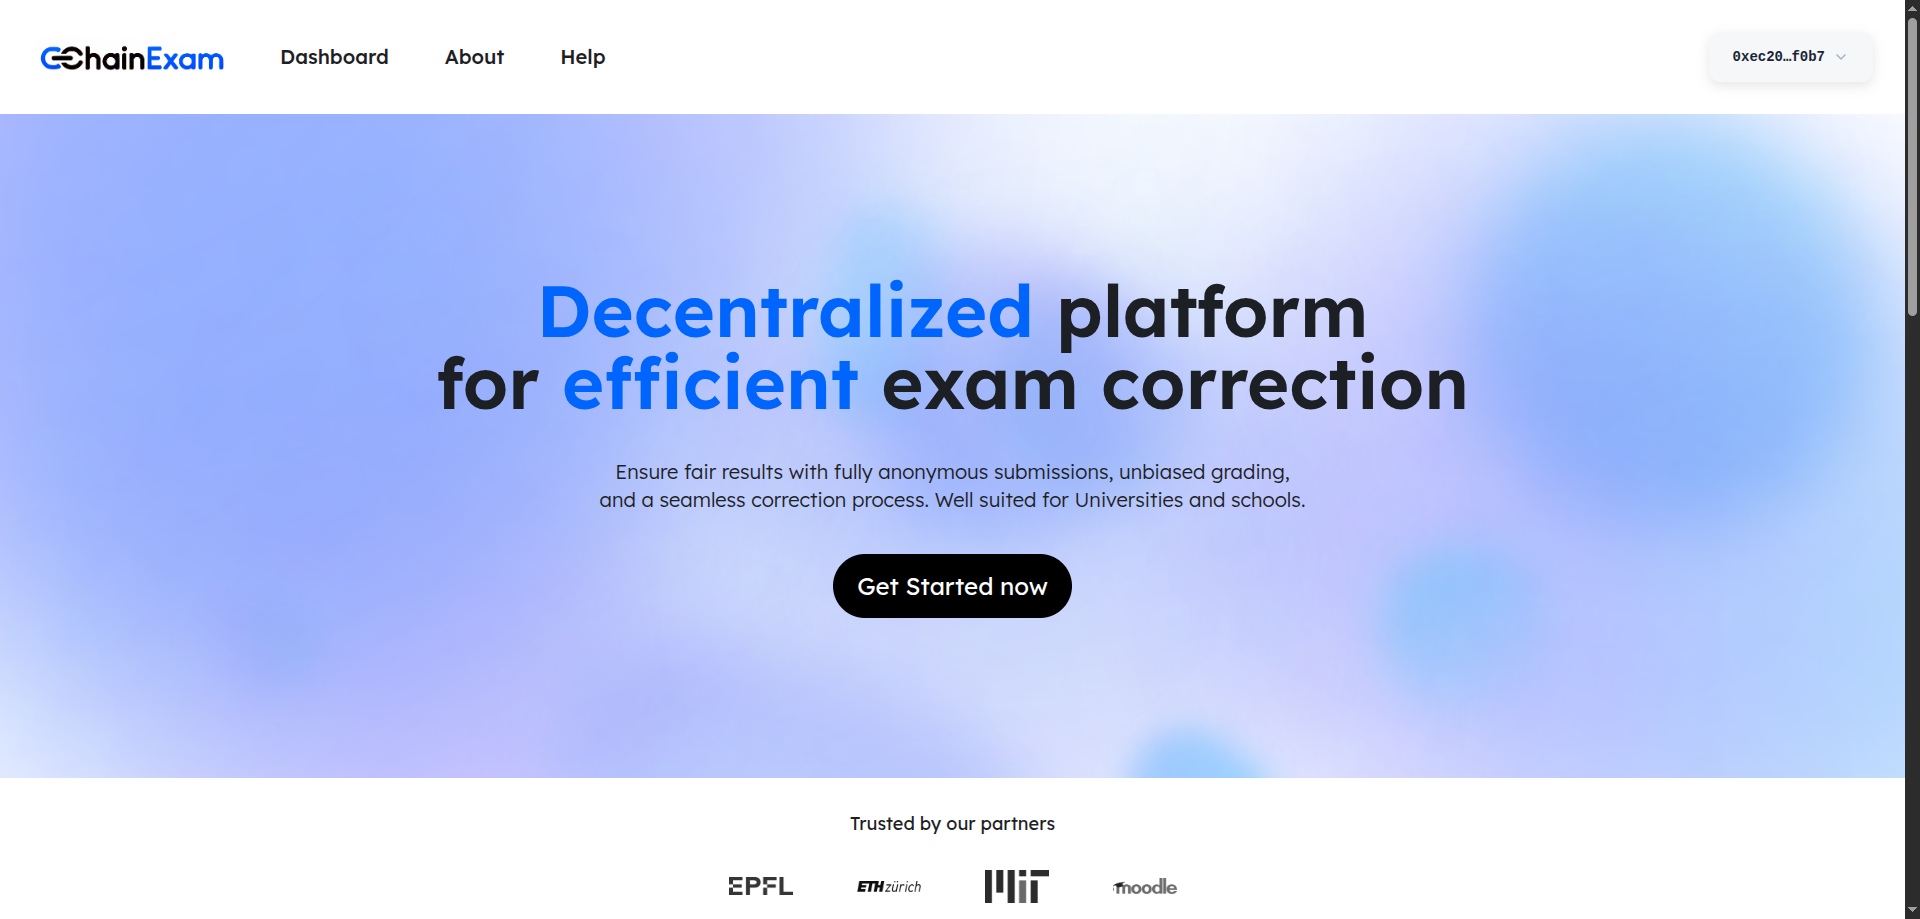 ChainExam
Dashboard
About
Help
0xec20…f0b7
Decentralized platform
for efficient exam correction
Ensure fair results with fully anonymous submissions, unbiased grading,
and a seamless correction process. Well suited for Universities and schools.
Get Started now
Trusted by our partners
EPFL
ETH zürich
MIT
moodle